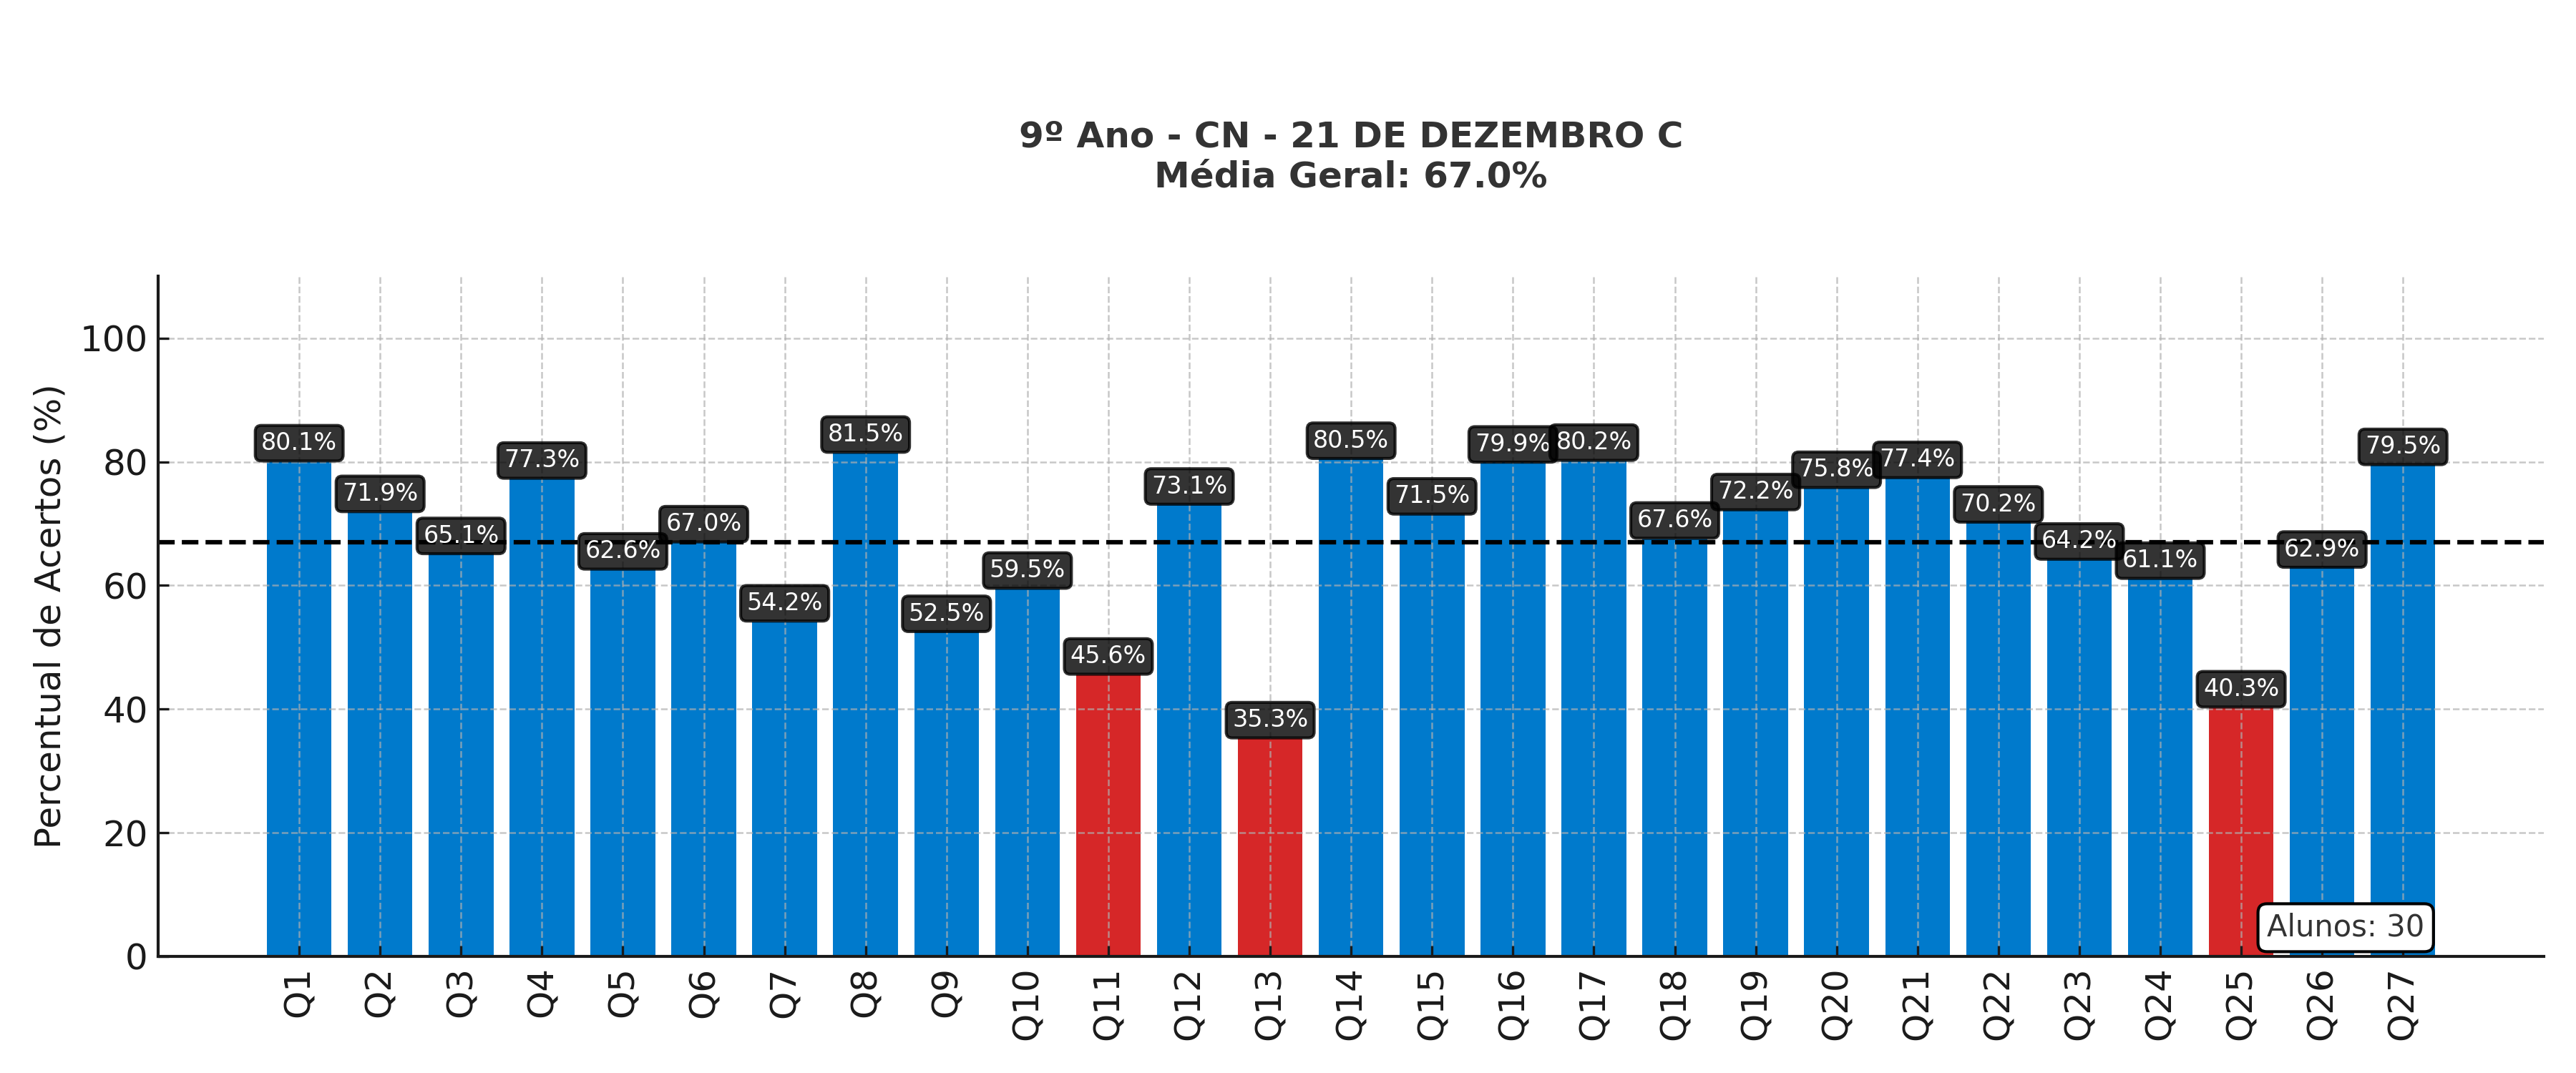 9º Ano - CN - 21 DE DEZEMBRO C
Média Geral: 67.0%
Percentual de Acertos (%)
100
80
60
40
20
0
80.1%
71.9%
65.1%
77.3%
62.6%
67.0%
54.2%
81.5%
52.5%
59.5%
45.6%
73.1%
35.3%
80.5%
71.5%
79.9%
80.2%
67.6%
72.2%
75.8%
77.4%
70.2%
64.2%
61.1%
40.3%
62.9%
79.5%
Alunos: 30
Q1
Q2
Q3
Q4
Q5
Q6
Q7
Q8
Q9
Q10
Q11
Q12
Q13
Q14
Q15
Q16
Q17
Q18
Q19
Q20
Q21
Q22
Q23
Q24
Q25
Q26
Q27